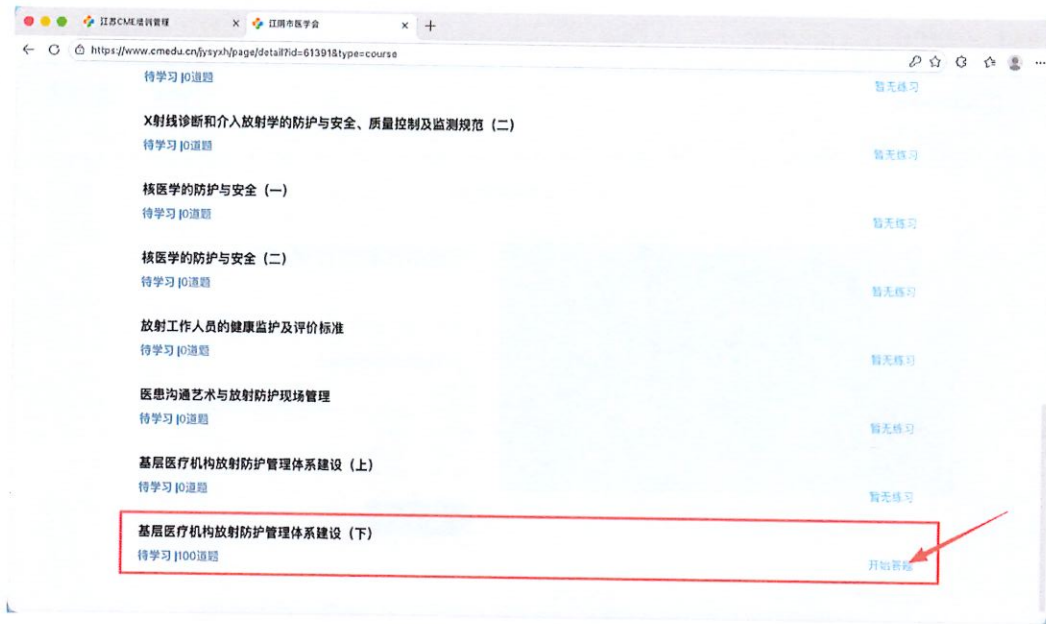 江苏CME培训管理
江阴市医学会
https://www.cmedu.cn/jysyxh/page/detail?id=61391&type=course
待学习 |0道题
暂无练习
X射线诊断和介入放射学的防护与安全、质量控制及监测规范（二）
待学习 |0道题
暂无练习
核医学的防护与安全（一）
待学习 |0道题
暂无练习
核医学的防护与安全（二）
待学习 |0道题
暂无练习
放射工作人员的健康监护及评价标准
待学习 |0道题
暂无练习
医患沟通艺术与放射防护现场管理
待学习 |0道题
暂无练习
基层医疗机构放射防护管理体系建设（上）
待学习 |0道题
暂无练习
基层医疗机构放射防护管理体系建设（下）
待学习 |100道题
开始答题